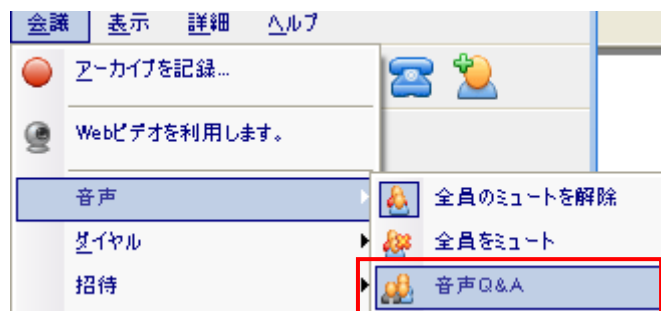 会議 表示 詳細 ヘルプ
アーカイブを記録...
Webビデオを利用します。
音声
全員のミュートを解除
ダイヤル
全員をミュート
招待
音声Q&A